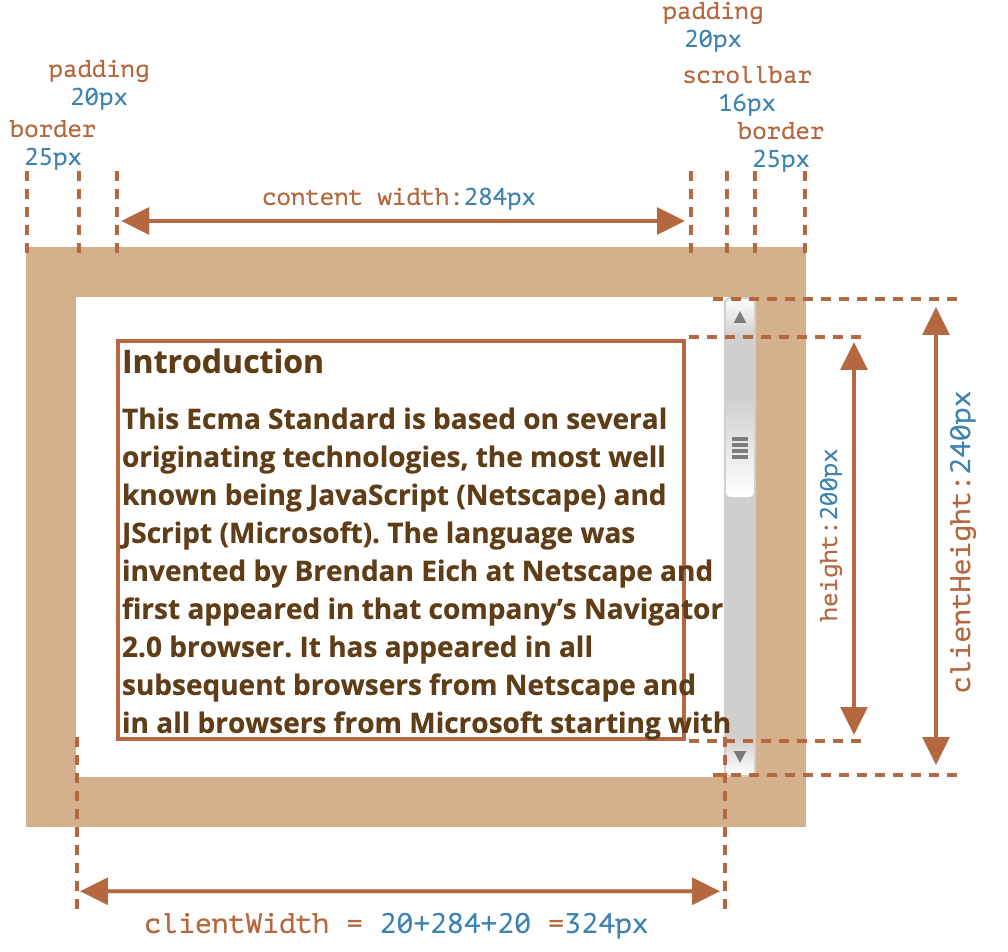 padding
20px
padding
20px
scrollbar
16px
border
25px
border
25px
content width:284px
Introduction
This Ecma Standard is based on several
originating technologies, the most well
known being JavaScript (Netscape) and
JScript (Microsoft). The language was
invented by Brendan Eich at Netscape and
first appeared in that company’s Navigator
2.0 browser. It has appeared in all
subsequent browsers from Netscape and
in all browsers from Microsoft starting with
height:200px
clientHeight:240px
clientWidth = 20+284+20 =324px